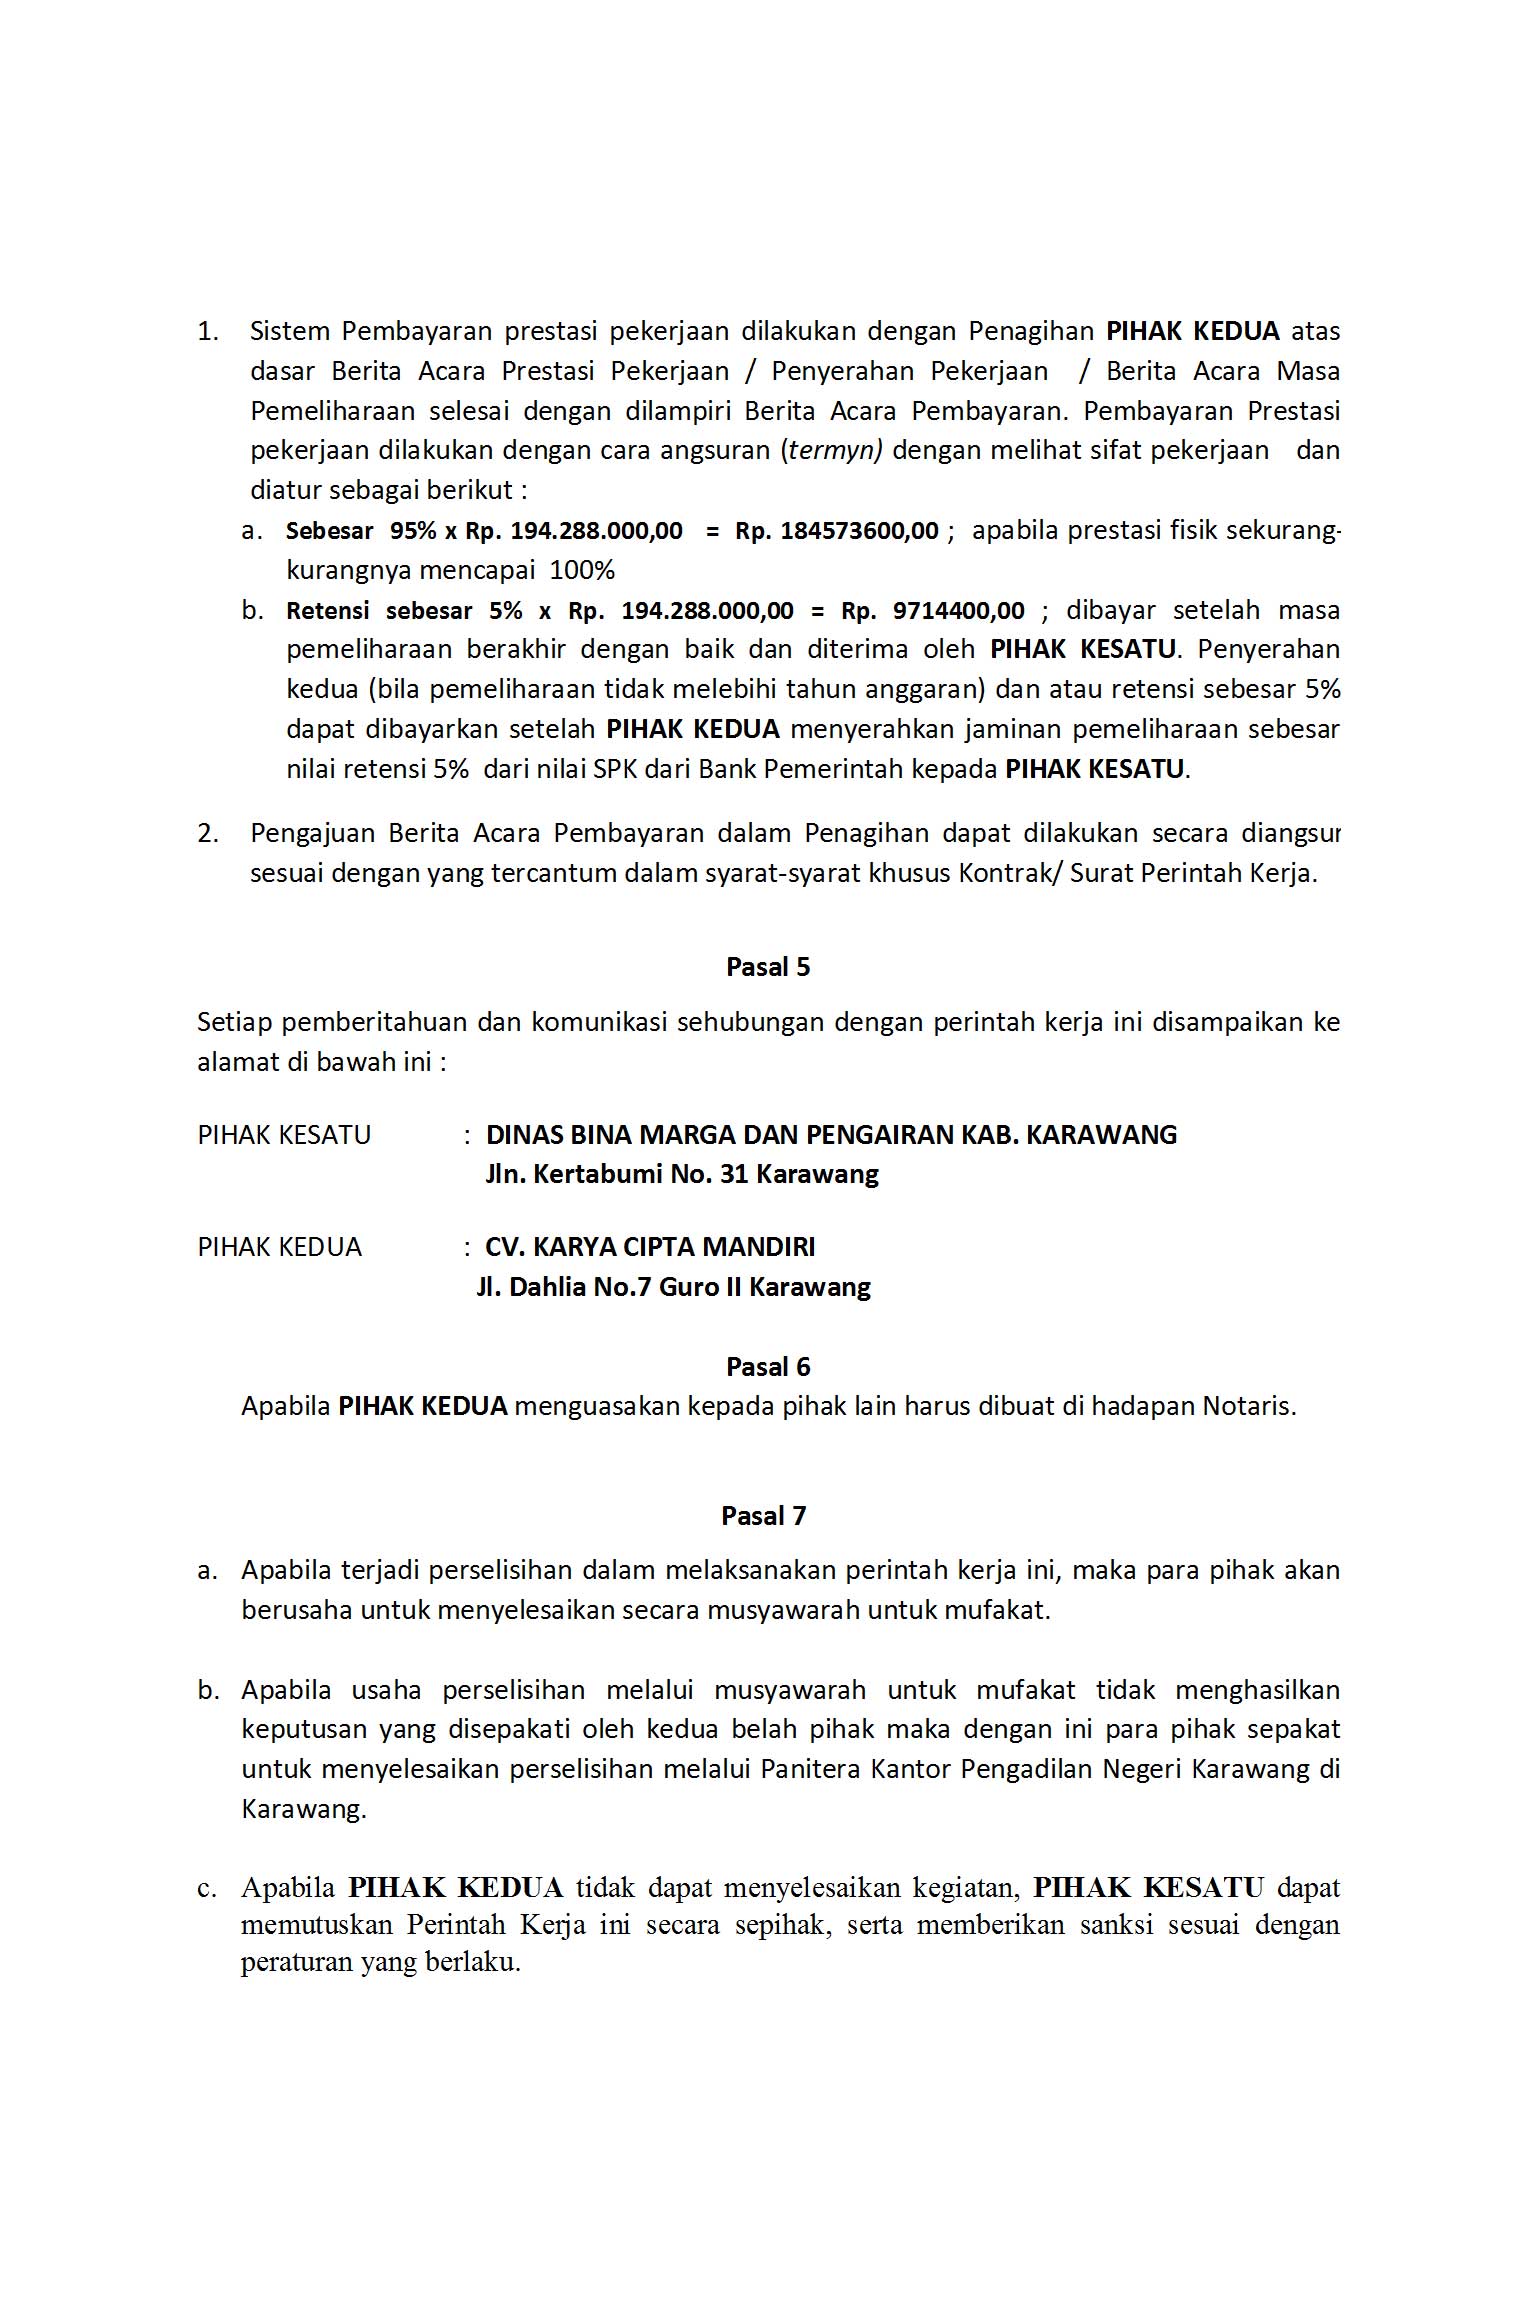 1. Sistem Pembayaran prestasi pekerjaan dilakukan dengan Penagihan PIHAK KEDUA atas
dasar Berita Acara Prestasi Pekerjaan / Penyerahan Pekerjaan / Berita Acara Masa
Pemeliharaan selesai dengan dilampiri Berita Acara Pembayaran. Pembayaran Prestasi
pekerjaan dilakukan dengan cara angsuran (termyn) dengan melihat sifat pekerjaan dan
diatur sebagai berikut :
a. Sebesar 95% x Rp. 194.288.000,00 = Rp. 184573600,00 ; apabila prestasi fisik sekurang-
kurangnya mencapai 100%
b. Retensi sebesar 5% x Rp. 194.288.000,00 = Rp. 9714400,00 ; dibayar setelah masa
pemeliharaan berakhir dengan baik dan diterima oleh PIHAK KESATU. Penyerahan
kedua (bila pemeliharaan tidak melebihi tahun anggaran) dan atau retensi sebesar 5%
dapat dibayarkan setelah PIHAK KEDUA menyerahkan jaminan pemeliharaan sebesar
nilai retensi 5% dari nilai SPK dari Bank Pemerintah kepada PIHAK KESATU.
2. Pengajuan Berita Acara Pembayaran dalam Penagihan dapat dilakukan secara diangsur
sesuai dengan yang tercantum dalam syarat-syarat khusus Kontrak/ Surat Perintah Kerja.
Pasal 5
Setiap pemberitahuan dan komunikasi sehubungan dengan perintah kerja ini disampaikan ke
alamat di bawah ini :
PIHAK KESATU : DINAS BINA MARGA DAN PENGAIRAN KAB. KARAWANG
Jln. Kertabumi No. 31 Karawang
PIHAK KEDUA : CV. KARYA CIPTA MANDIRI
Jl. Dahlia No.7 Guro II Karawang
Pasal 6
Apabila PIHAK KEDUA menguasakan kepada pihak lain harus dibuat di hadapan Notaris.
Pasal 7
a. Apabila terjadi perselisihan dalam melaksanakan perintah kerja ini, maka para pihak akan
berusaha untuk menyelesaikan secara musyawarah untuk mufakat.
b. Apabila usaha perselisihan melalui musyawarah untuk mufakat tidak menghasilkan
keputusan yang disepakati oleh kedua belah pihak maka dengan ini para pihak sepakat
untuk menyelesaikan perselisihan melalui Panitera Kantor Pengadilan Negeri Karawang di
Karawang.
c. Apabila PIHAK KEDUA tidak dapat menyelesaikan kegiatan, PIHAK KESATU dapat
memutuskan Perintah Kerja ini secara sepihak, serta memberikan sanksi sesuai dengan
peraturan yang berlaku.